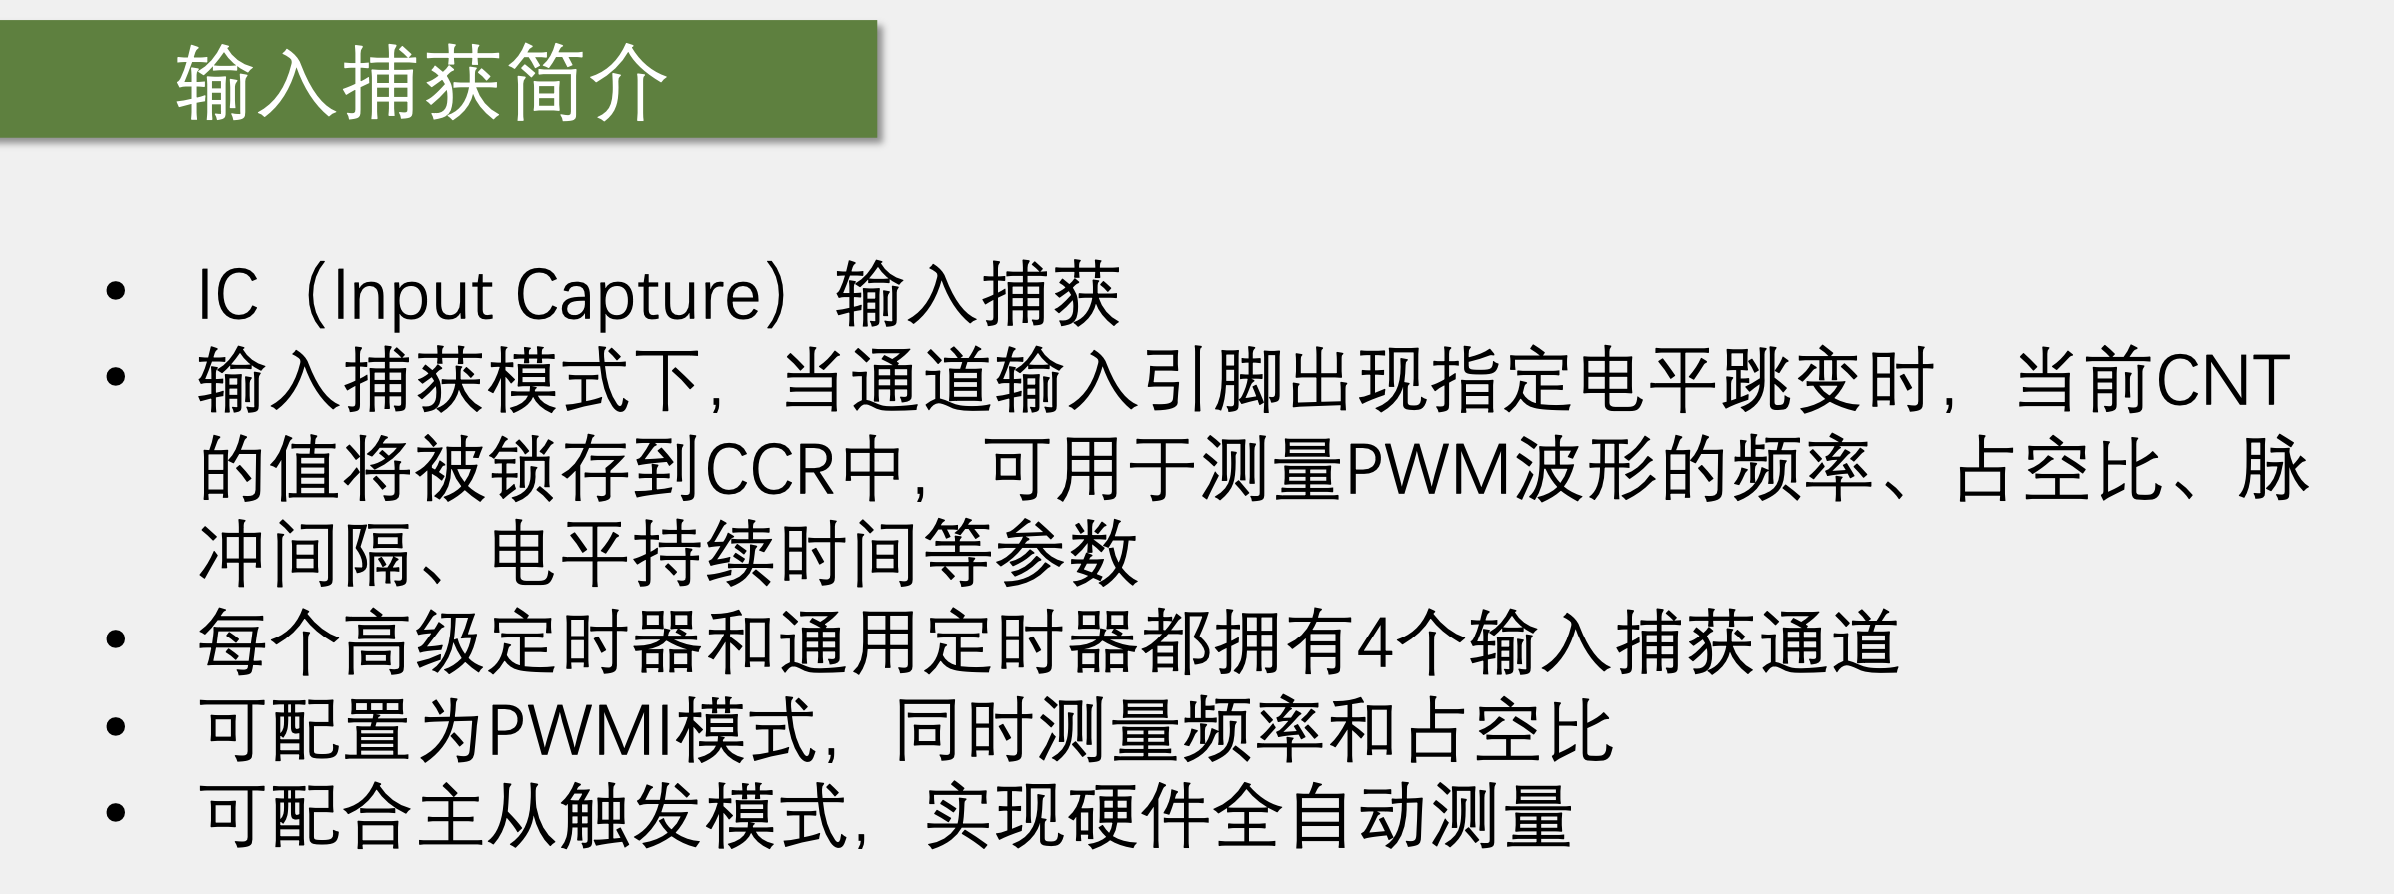 输入捕获简介
• IC（Input Capture）输入捕获
• 输入捕获模式下，当通道输入引脚出现指定电平跳变时，当前CNT
的值将被锁存到CCR中，可用于测量PWM波形的频率、占空比、脉
冲间隔、电平持续时间等参数
• 每个高级定时器和通用定时器都拥有4个输入捕获通道
• 可配置为PWMI模式，同时测量频率和占空比
• 可配合主从触发模式，实现硬件全自动测量